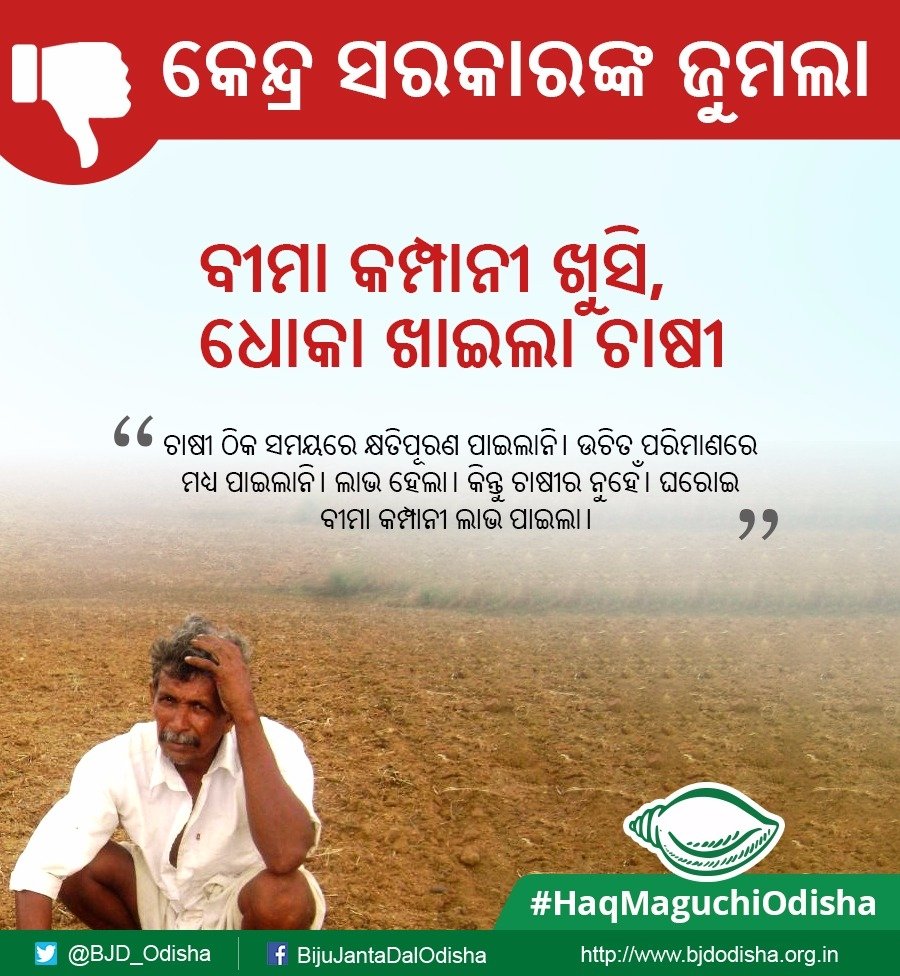 କେନ୍ଦ୍ର ସରକାରଙ୍କ ଜୁମଲା
ବୀମା କମ୍ପାନୀ ଖୁସି,
ଧୋକା ଖାଇଲା ଚାଷୀ
“ ଚାଷୀ ଠିକ ସମୟରେ କ୍ଷତିପୂରଣ ପାଇଲାନି। ଉଚିତ ପରିମାଣରେ
ମଧ୍ୟ ପାଇଲାନି। ଲାଭ ହେଲା। କିନ୍ତୁ ଚାଷୀର ନୁହେଁ। ଘରୋଇ
ବୀମା କମ୍ପାନୀ ଲାଭ ପାଇଲା। ”
#HaqMaguchiOdisha
@BJD_Odisha BijuJantaDalOdisha http://www.bjdodisha.org.in